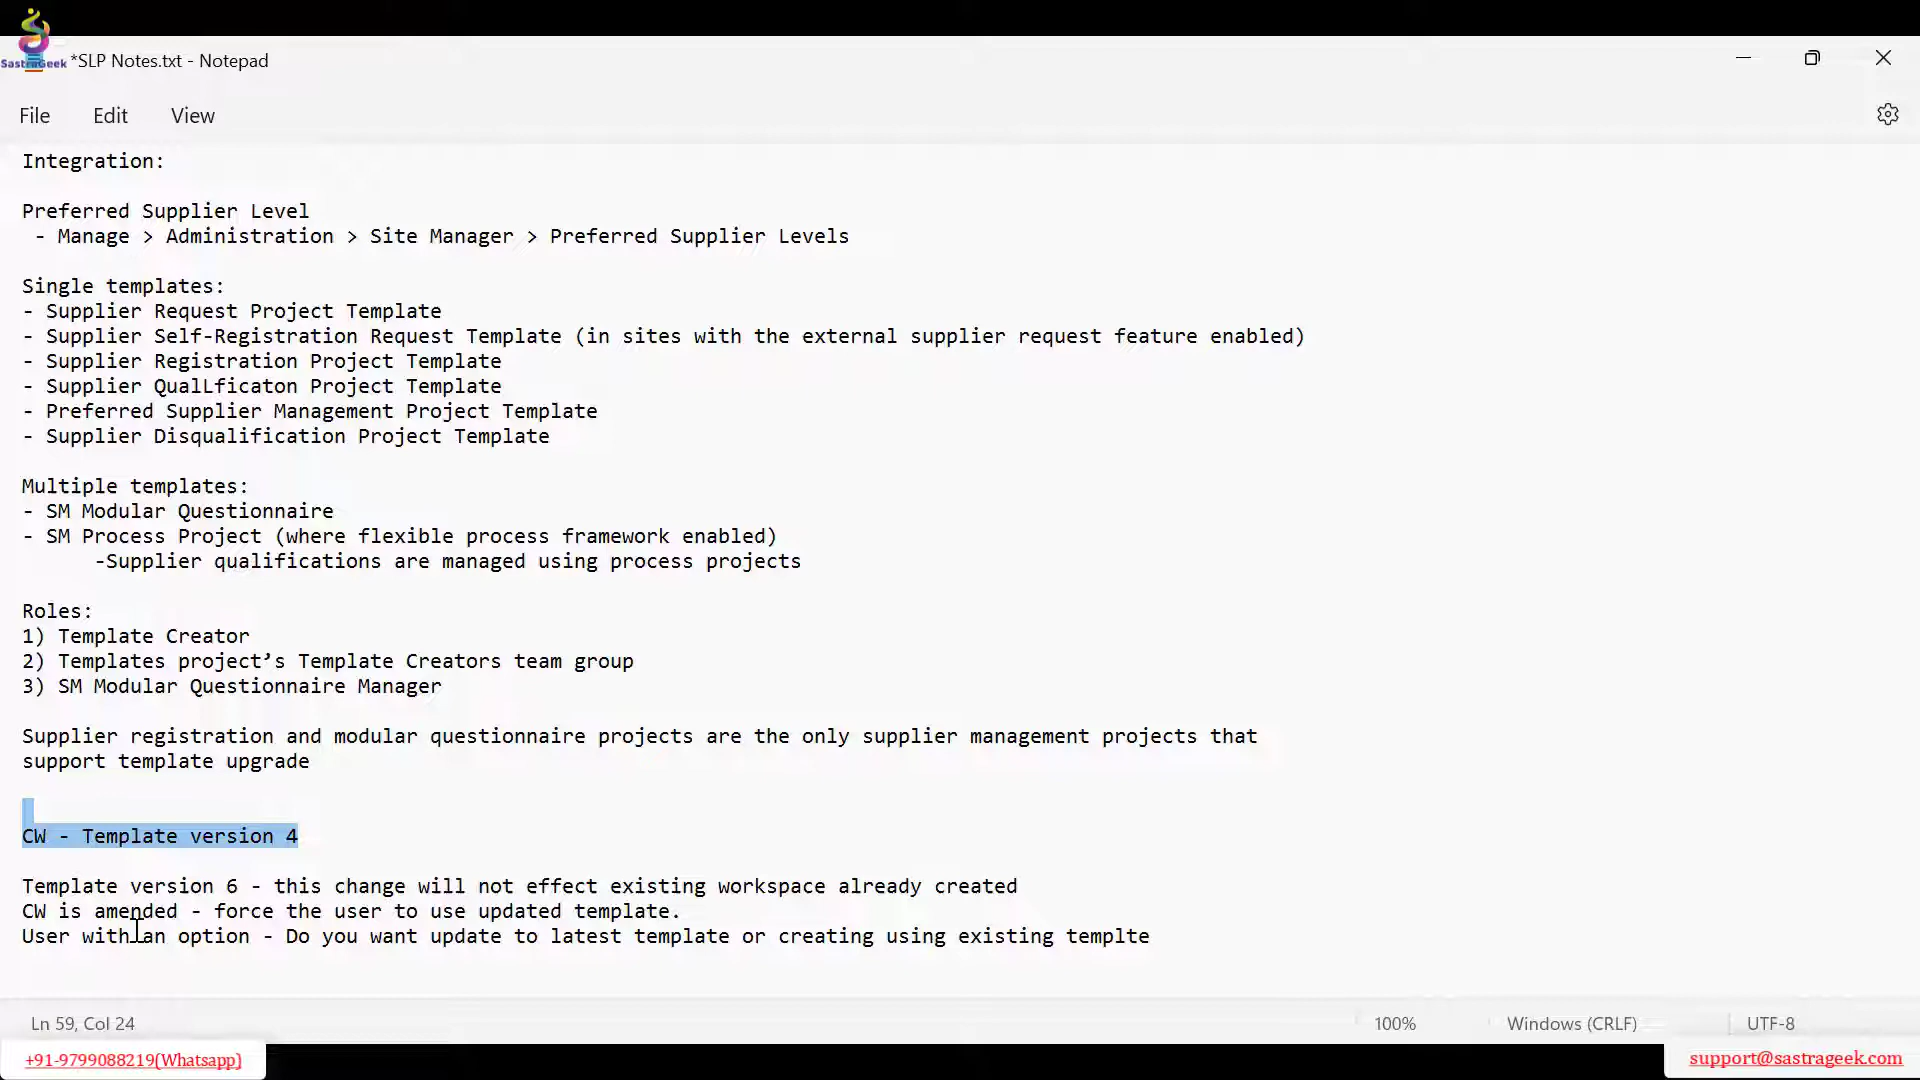 SastraGeek
*SLP Notes.txt - Notepad
File Edit View
Integration:
Preferred Supplier Level
- Manage > Administration > Site Manager > Preferred Supplier Levels
Single templates:
- Supplier Request Project Template
- Supplier Self-Registration Request Template (in sites with the external supplier request feature enabled)
- Supplier Registration Project Template
- Supplier QualLficaton Project Template
- Preferred Supplier Management Project Template
- Supplier Disqualification Project Template
Multiple templates:
- SM Modular Questionnaire
- SM Process Project (where flexible process framework enabled)
-Supplier qualifications are managed using process projects
Roles:
1) Template Creator
2) Templates project’s Template Creators team group
3) SM Modular Questionnaire Manager
Supplier registration and modular questionnaire projects are the only supplier management projects that
support template upgrade
CW - Template version 4
Template version 6 - this change will not effect existing workspace already created
CW is amended - force the user to use updated template.
User with an option - Do you want update to latest template or creating using existing templte
Ln 59, Col 24 100% Windows (CRLF) UTF-8
+91-9799088219(Whatsapp) support@sastrageek.com